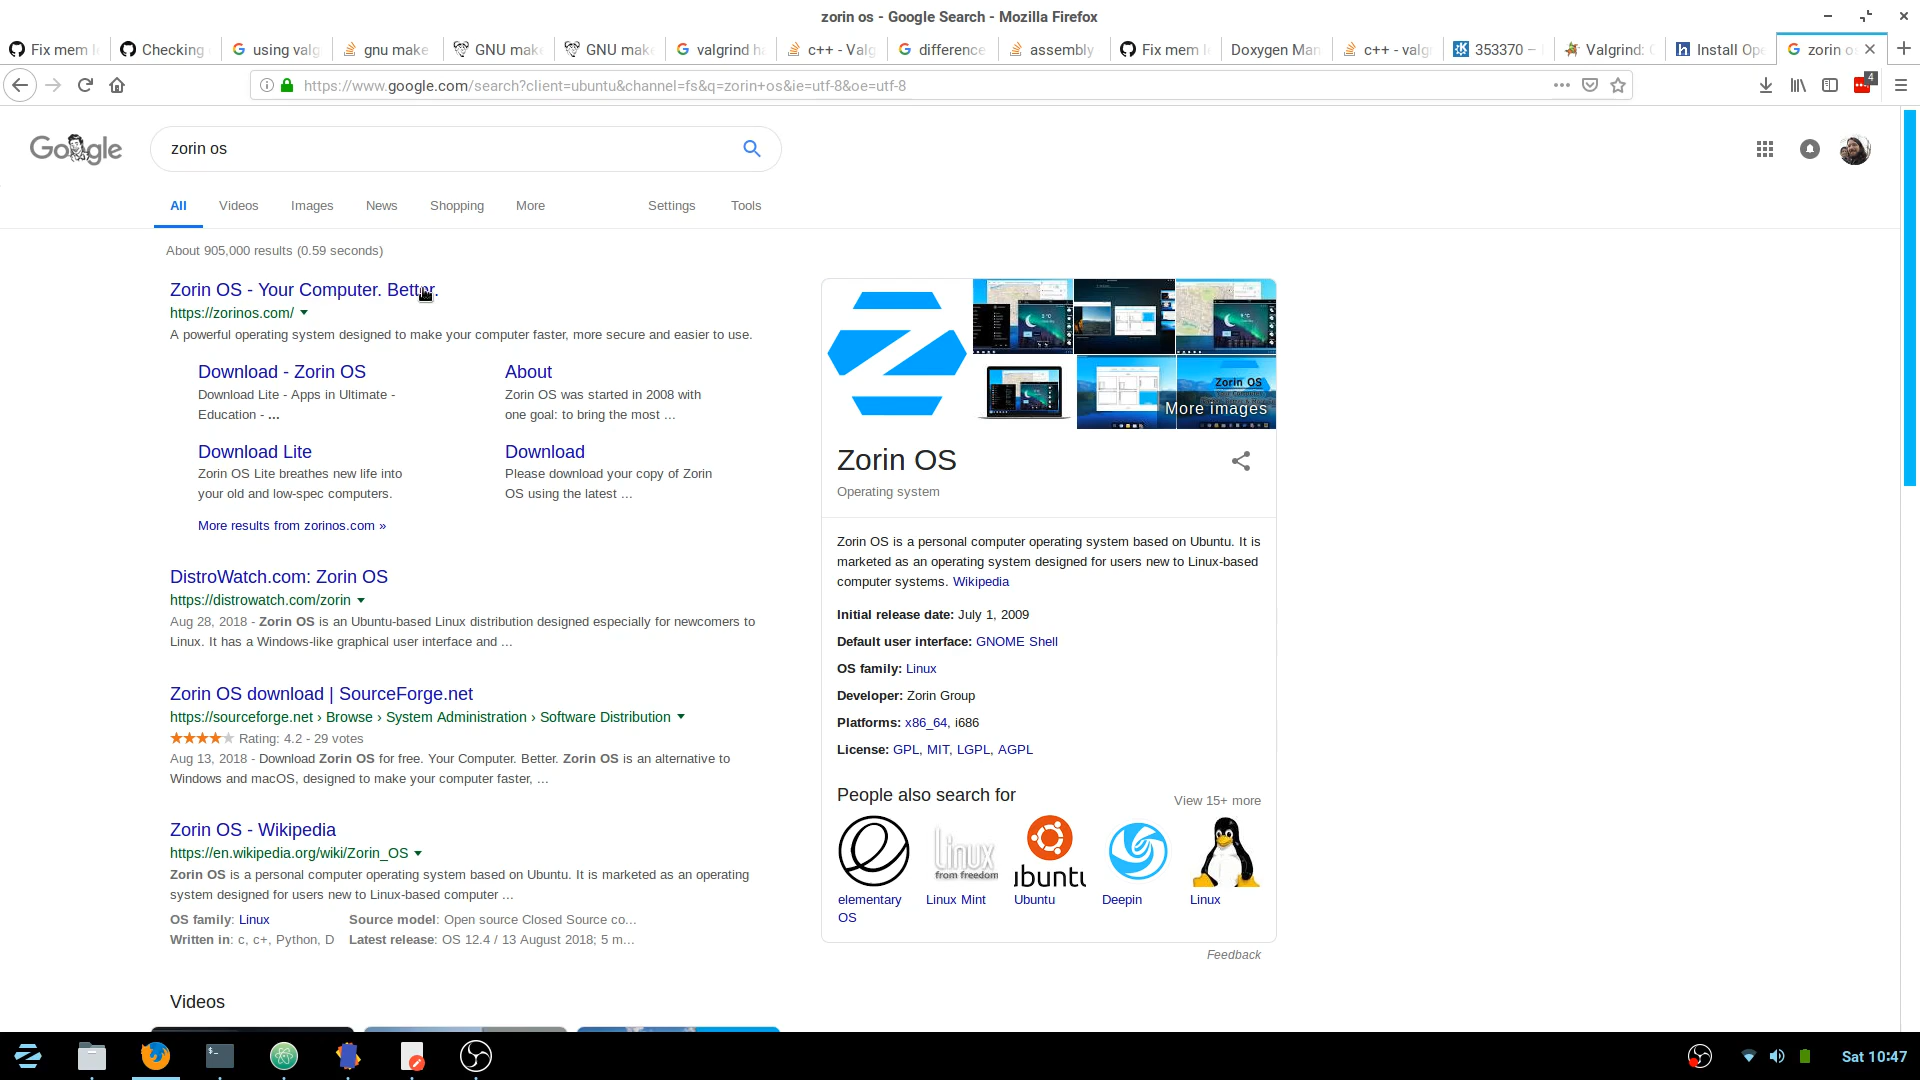 zorin os - Google Search - Mozilla Firefox
Fix mem l
Checking
using valg
gnu make
GNU mak
GNU mak
valgrind h
c++ - Valg
difference
assembly
Fix mem l
Doxygen Man
c++ - valg
353370 –
Valgrind:
Install Ope
zorin o
https://www.google.com/search?client=ubuntu&channel=fs&q=zorin+os&ie=utf-8&oe=utf-8
4
Google
zorin os
All Videos Images News Shopping More Settings Tools
About 905,000 results (0.59 seconds)
Zorin OS - Your Computer. Better.
https://zorinos.com/
A powerful operating system designed to make your computer faster, more secure and easier to use.
Download - Zorin OS
Download Lite - Apps in Ultimate -
Education - ...
About
Zorin OS was started in 2008 with
one goal: to bring the most ...
Download Lite
Zorin OS Lite breathes new life into
your old and low-spec computers.
Download
Please download your copy of Zorin
OS using the latest ...
More results from zorinos.com »
DistroWatch.com: Zorin OS
https://distrowatch.com/zorin
Aug 28, 2018 - Zorin OS is an Ubuntu-based Linux distribution designed especially for newcomers to
Linux. It has a Windows-like graphical user interface and ...
Zorin OS download | SourceForge.net
https://sourceforge.net › Browse › System Administration › Software Distribution
Rating: 4.2 - 29 votes
Aug 13, 2018 - Download Zorin OS for free. Your Computer. Better. Zorin OS is an alternative to
Windows and macOS, designed to make your computer faster, ...
Zorin OS - Wikipedia
https://en.wikipedia.org/wiki/Zorin_OS
Zorin OS is a personal computer operating system based on Ubuntu. It is marketed as an operating
system designed for users new to Linux-based computer ...
OS family: Linux Source model: Open source Closed Source co...
Written in: c, c+, Python, D Latest release: OS 12.4 / 13 August 2018; 5 m...
Videos
Zorin OS
More images
Zorin OS
Operating system
Zorin OS is a personal computer operating system based on Ubuntu. It is
marketed as an operating system designed for users new to Linux-based
computer systems. Wikipedia
Initial release date: July 1, 2009
Default user interface: GNOME Shell
OS family: Linux
Developer: Zorin Group
Platforms: x86_64, i686
License: GPL, MIT, LGPL, AGPL
People also search for
View 15+ more
Linux
from freedom
ubuntu
elementary
OS
Linux Mint
Ubuntu
Deepin
Linux
Feedback
Sat 10:47